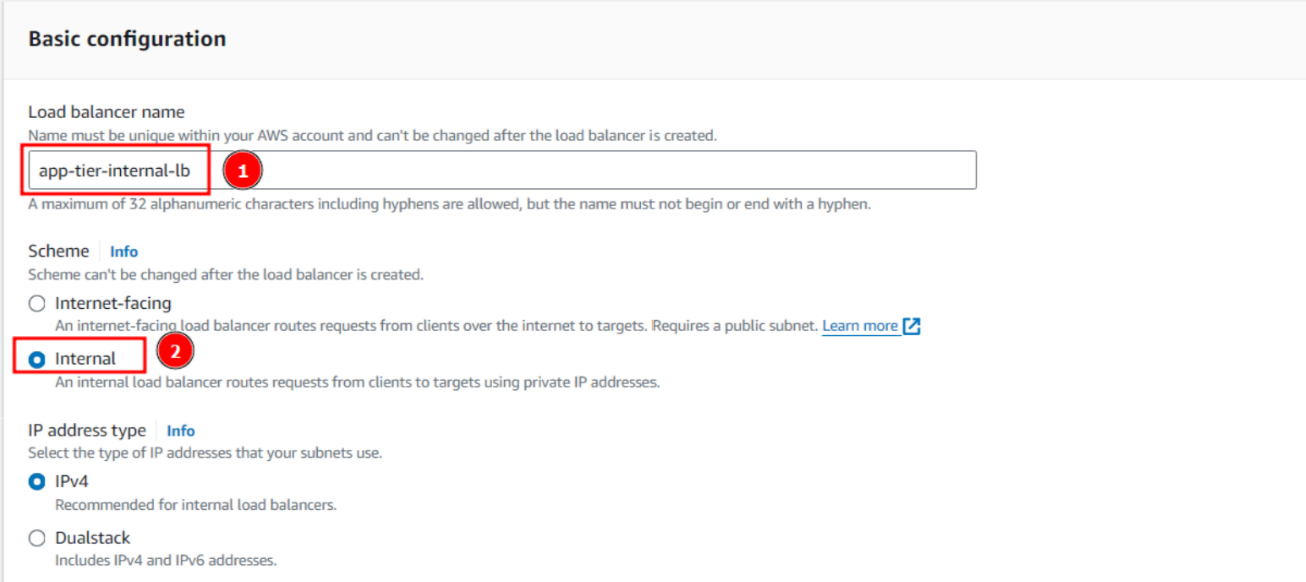 Basic configuration
Load balancer name
Name must be unique within your AWS account and can't be changed after the load balancer is created.
app-tier-internal-lb 1
A maximum of 32 alphanumeric characters including hyphens are allowed, but the name must not begin or end with a hyphen.
Scheme Info
Scheme can't be changed after the load balancer is created.
Internet-facing
An internet-facing load balancer routes requests from clients over the internet to targets. Requires a public subnet. Learn more
Internal 2
An internal load balancer routes requests from clients to targets using private IP addresses.
IP address type Info
Select the type of IP addresses that your subnets use.
IPv4
Recommended for internal load balancers.
Dualstack
Includes IPv4 and IPv6 addresses.